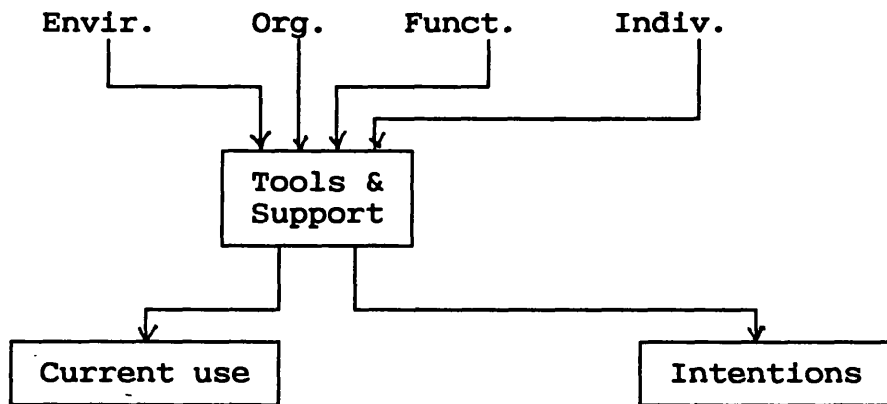 Envir. Org. Funct. Indiv.
Tools &
Support
Current use
Intentions